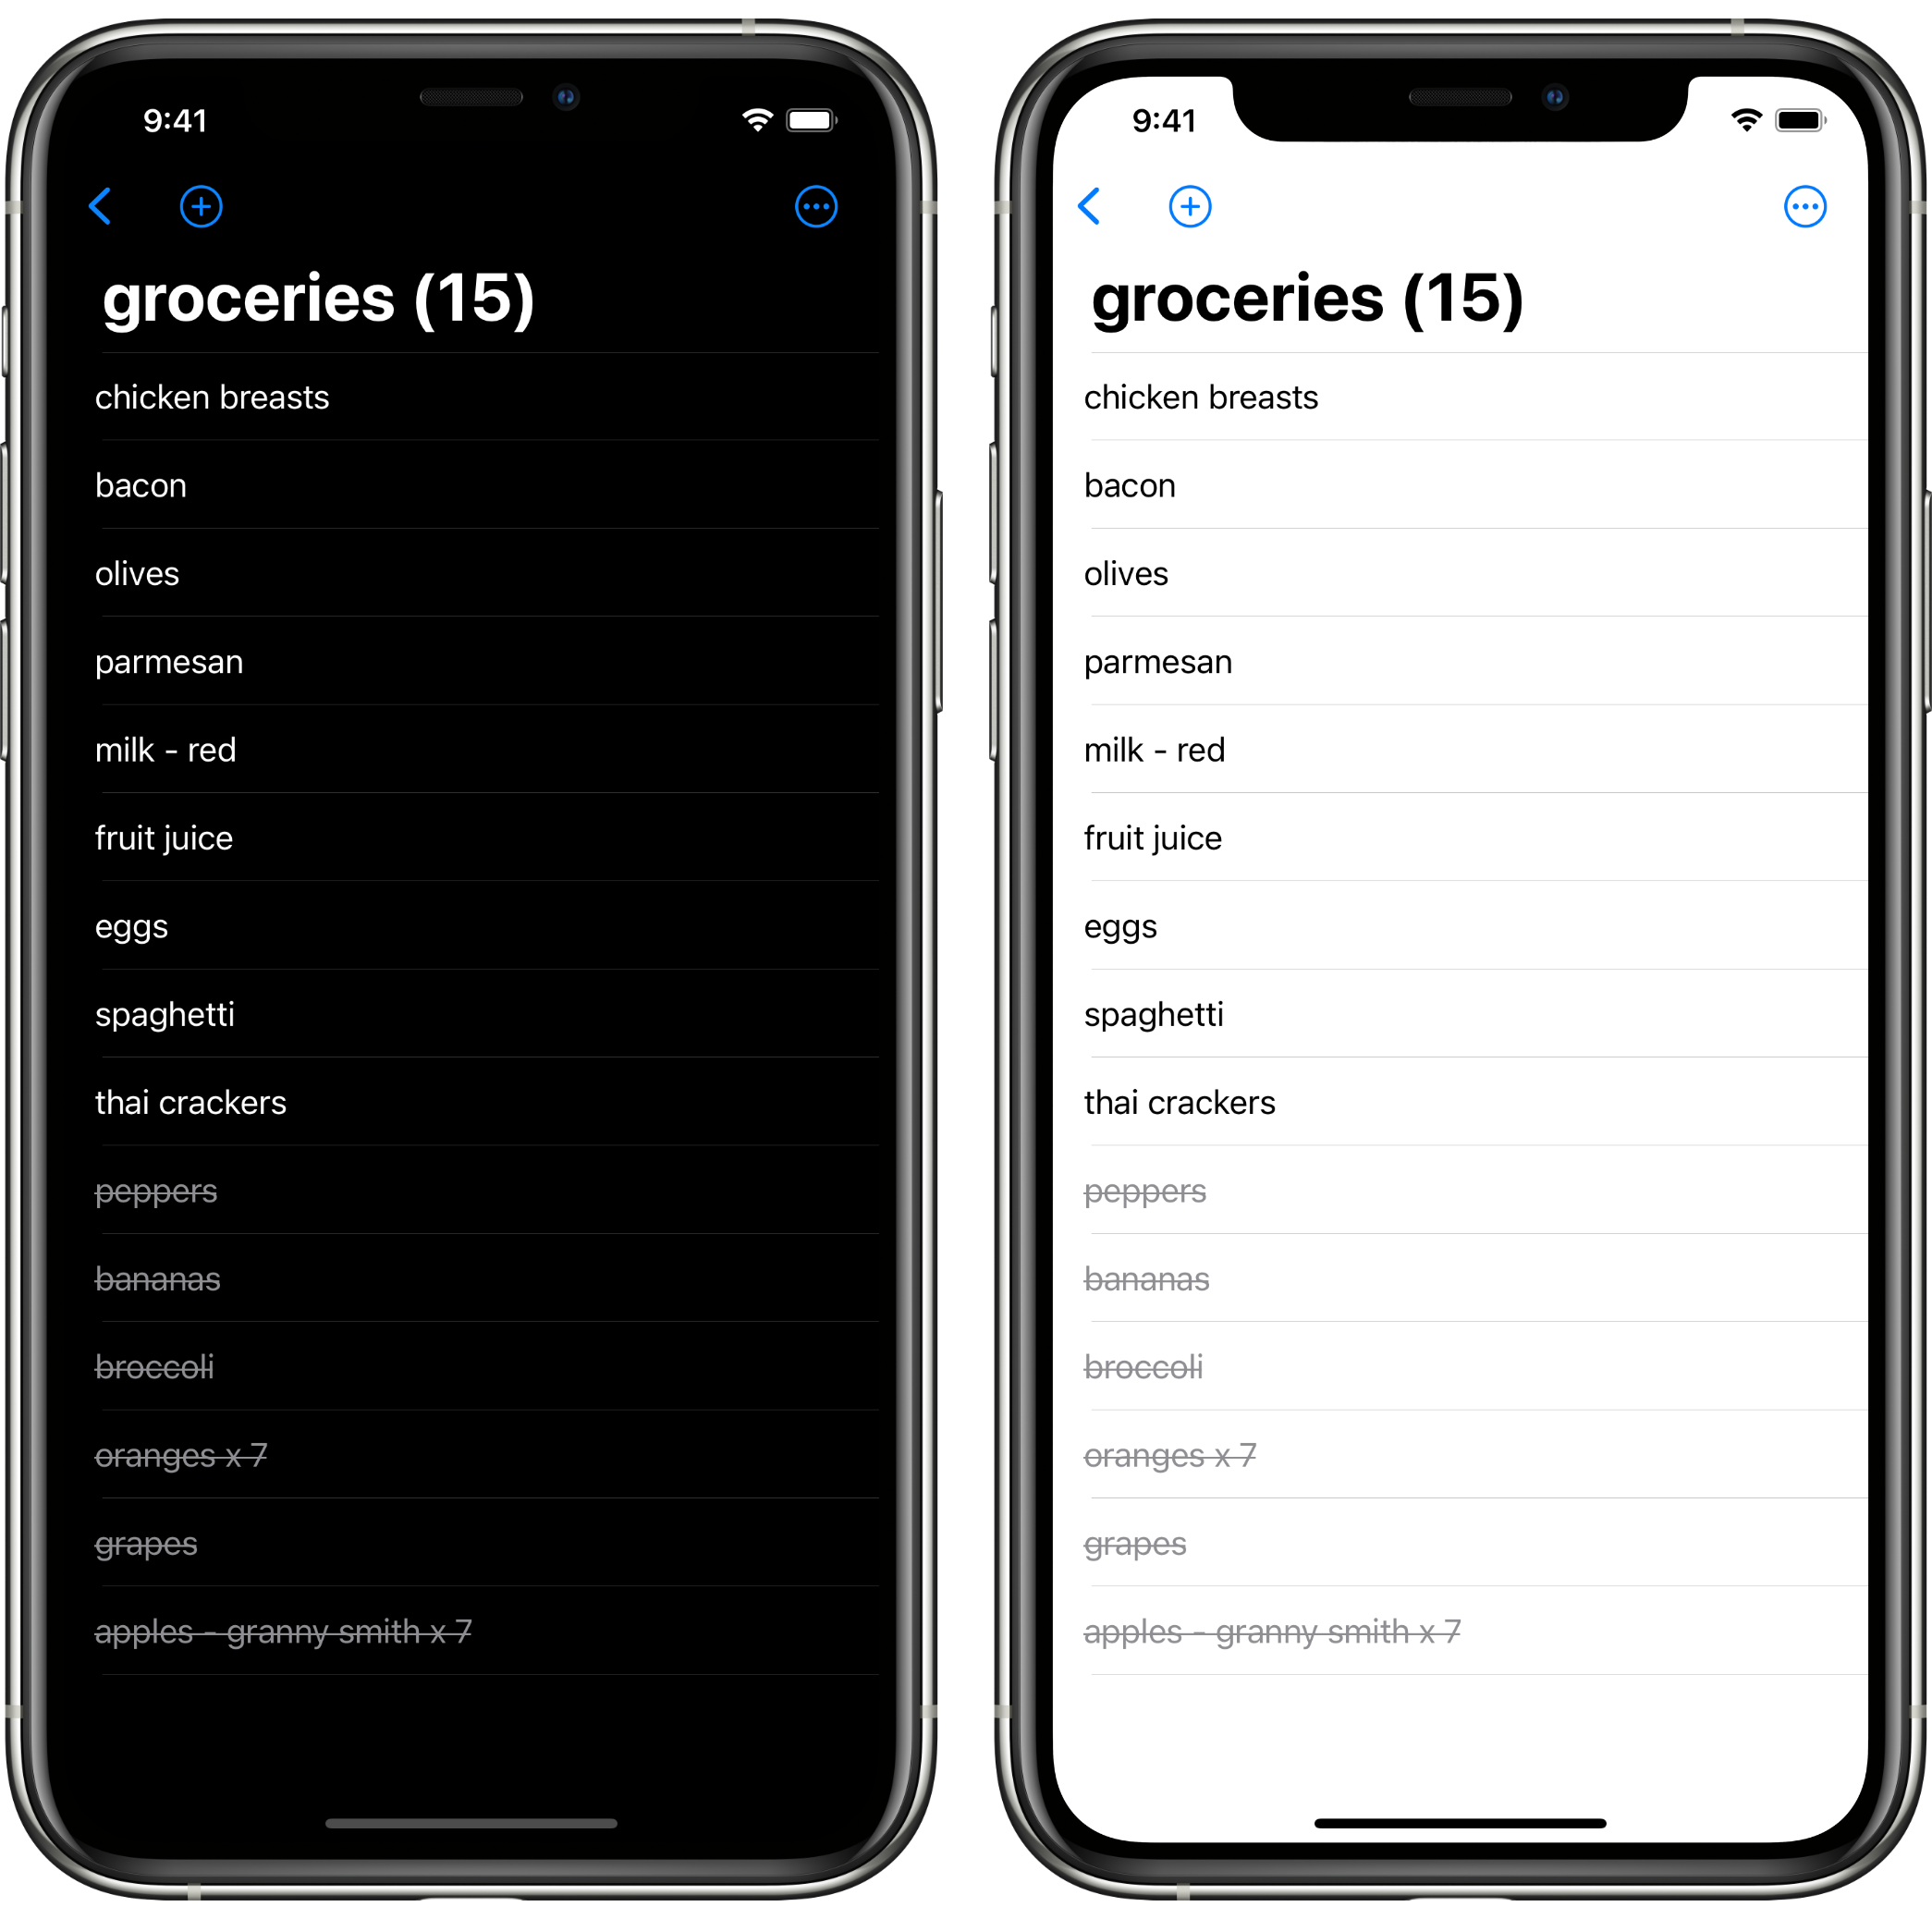 9:41
groceries (15)
chicken breasts
bacon
olives
parmesan
milk - red
fruit juice
eggs
spaghetti
thai crackers
peppers
bananas
broccoli
oranges x 7
grapes
apples - granny smith x 7
9:41
groceries (15)
chicken breasts
bacon
olives
parmesan
milk - red
fruit juice
eggs
spaghetti
thai crackers
peppers
bananas
broccoli
oranges x 7
grapes
apples - granny smith x 7